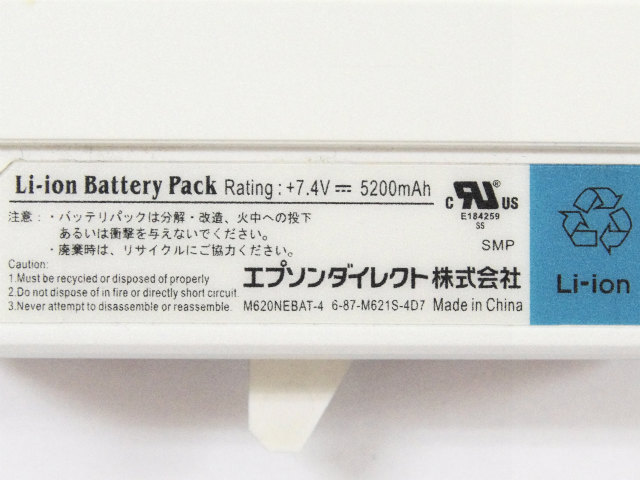 Li-ion Battery Pack Rating : +7.4V ⎓ 5200mAh
注意：・バッテリパックは分解・改造、火中への投下
あるいは衝撃を与えないでください。
・廃棄時は、リサイクルにご協力ください。
Caution:
1.Must be recycled or disposed of properly
2.Do not dispose of in fire or directly short circuit.
3.Never attempt to disassemble or reassemble.
C RU US
E184259
SS
SMP
エプソンダイレクト株式会社
M620NEBAT-4 6-87-M621S-4D7 Made in China
Li-ion